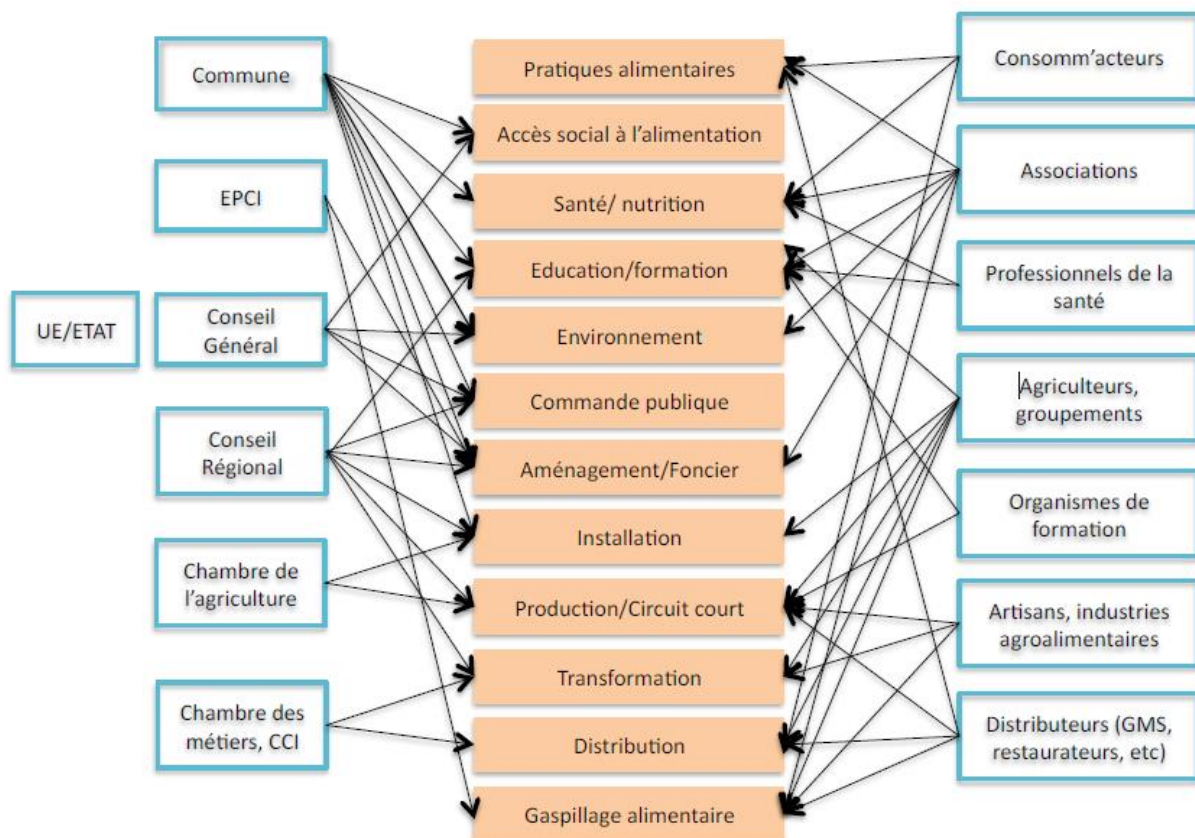 Commune
EPCI
UE/ETAT
Conseil
Général
Conseil
Régional
Chambre de
l'agriculture
Chambre des
métiers, CCI
Pratiques alimentaires
Accès social à l'alimentation
Santé/ nutrition
Education/formation
Environnement
Commande publique
Aménagement/Foncier
Installation
Production/Circuit court
Transformation
Distribution
Gaspillage alimentaire
Consomm'acteurs
Associations
Professionnels de la
santé
Agriculteurs,
groupements
Organismes de
formation
Artisans, industries
agroalimentaires
Distributeurs (GMS,
restaurateurs, etc)